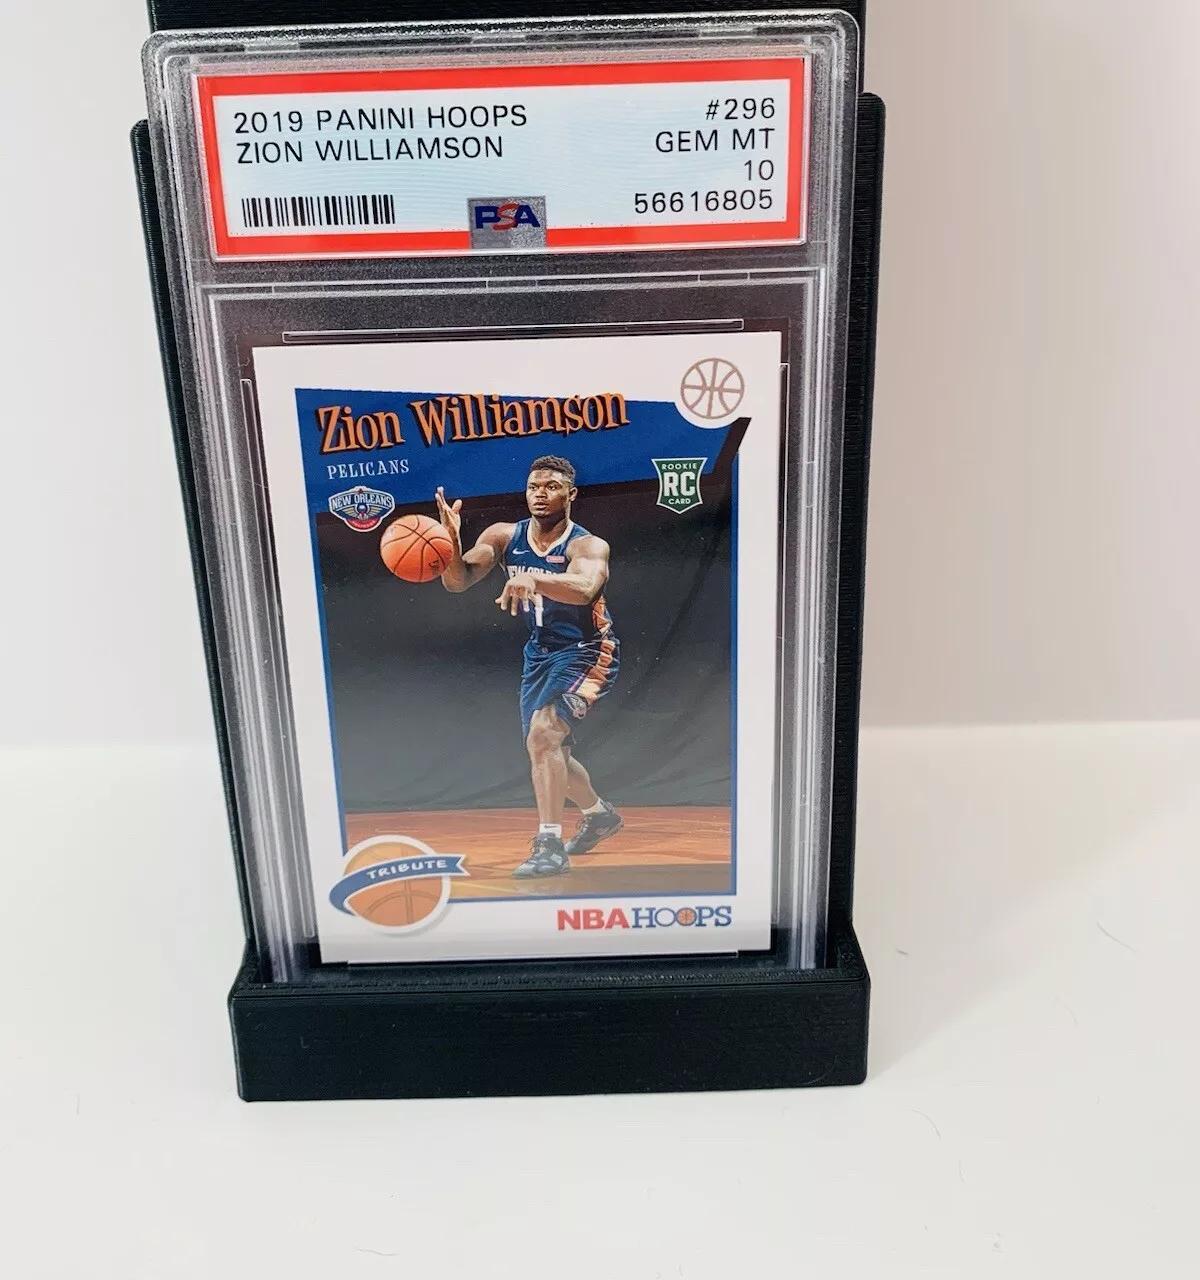 2019 PANINI HOOPS #296
ZION WILLIAMSON GEM MT
10
56616805
PSA
Zion Williamson
PELICANS
NEW ORLEANS
ROOKIE
RC
CARD
1
TRIBUTE
NBA HOOPS